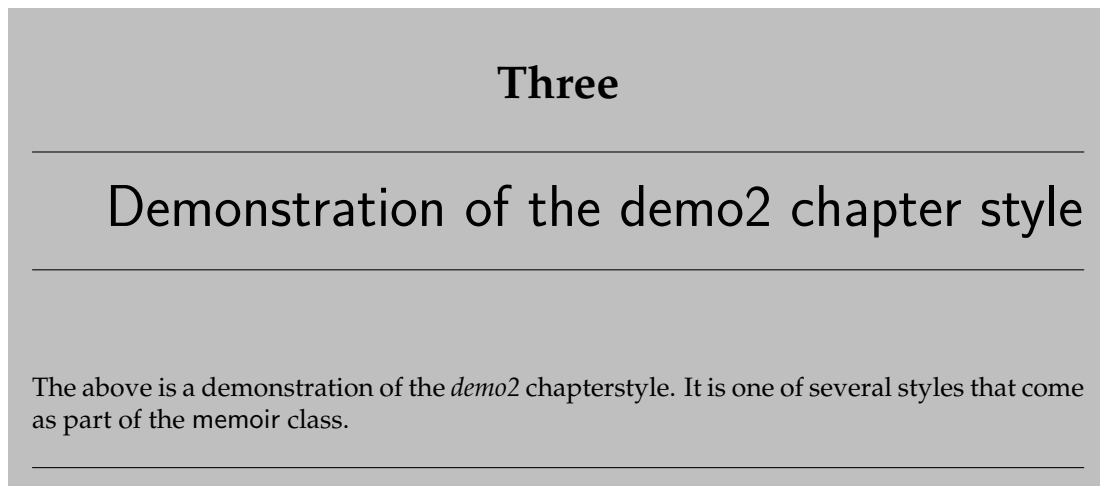 Three
Demonstration of the demo2 chapter style
The above is a demonstration of the demo2 chapterstyle. It is one of several styles that come
as part of the memoir class.